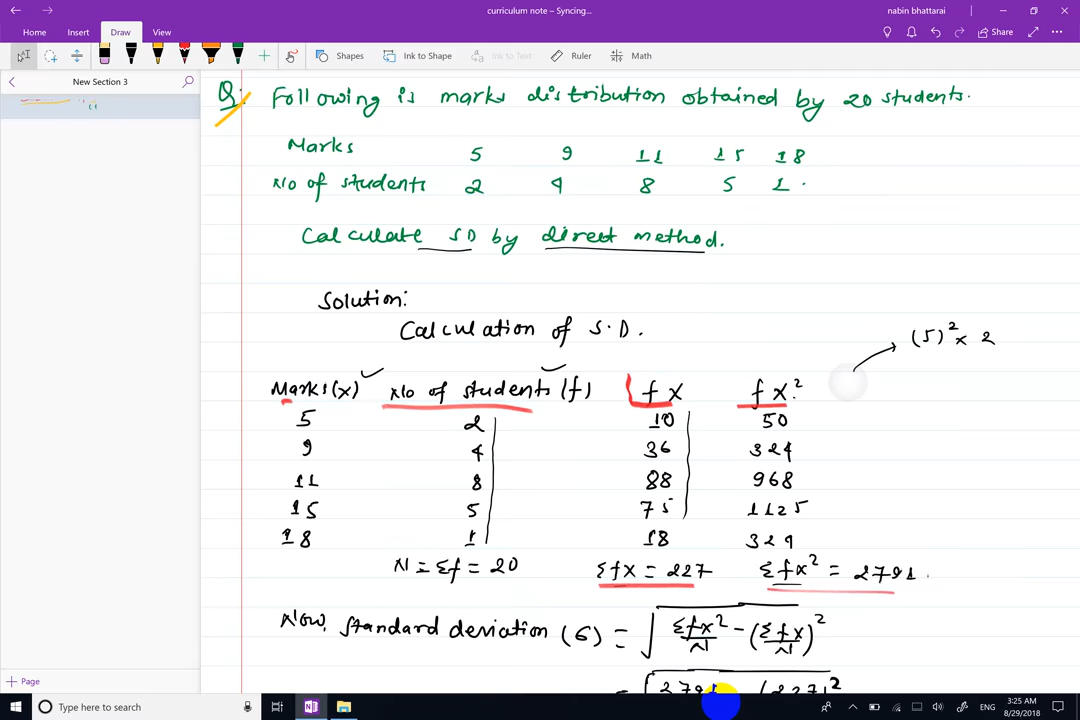 curriculum note – Syncing...
nabin bhattarai
Home Insert Draw View
Share
Shapes Ink to Shape Ink to Text Ruler Math
New Section 3
Q: Following is marks distribution obtained by 20 students.
Marks 5 9 11 15 18
No of students 2 4 8 5 1
Calculate SD by direct method.
Solution:
Calculation of S.D.
(5)² x 2
Marks(x) No of students (f) fx fx²
5 2 10 50
9 4 36 324
11 8 88 968
15 5 75 1125
18 1 18 324
N = Σf = 20 Σfx = 227 Σfx² = 2791
Now, Standard deviation (σ) = √ Σfx²/N - (Σfx/N)²
+ Page
Type here to search
ENG
3:25 AM
8/29/2018